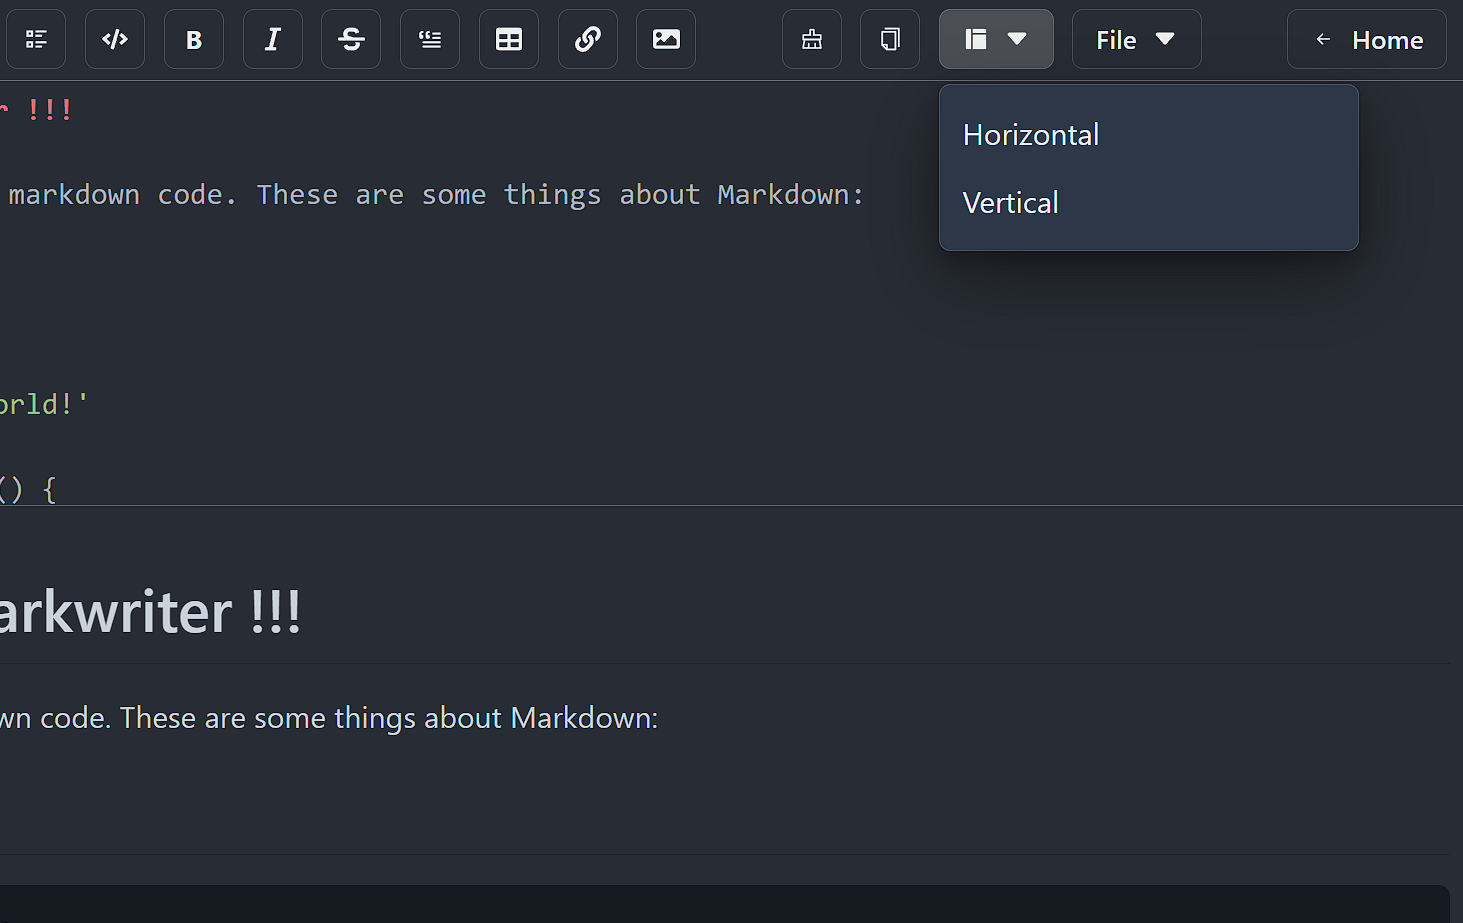 B I S File Home
Horizontal
Vertical
r !!!
markdown code. These are some things about Markdown:
orld!'
() {
arkwriter !!!
wn code. These are some things about Markdown: